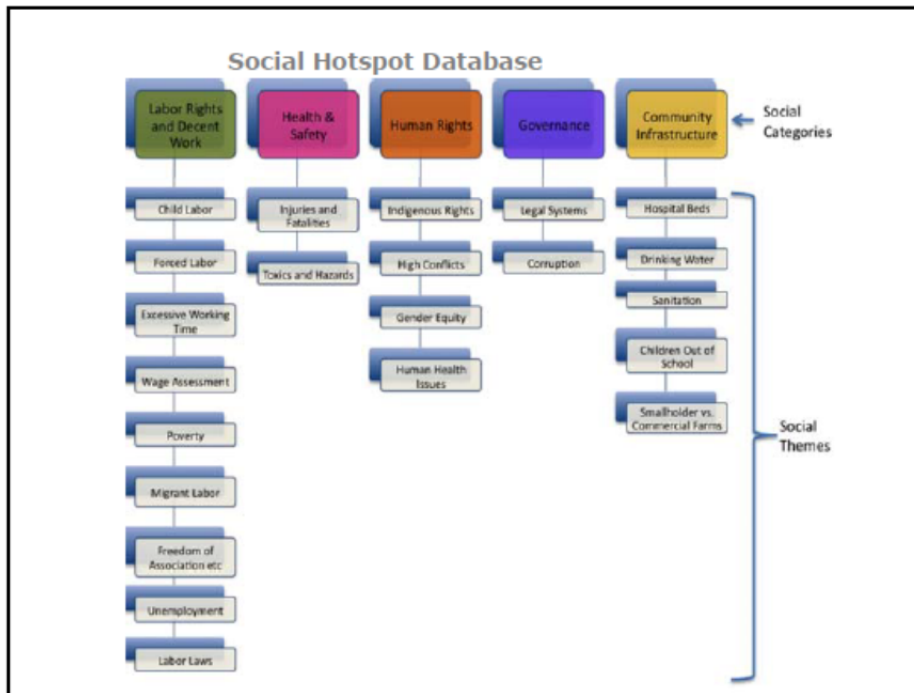 Social Hotspot Database
Labor Rights
and Decent
Work
Health &
Safety
Human Rights
Governance
Community
Infrastructure
Social
Categories
Child Labor
Forced Labor
Excessive Working
Time
Wage Assessment
Poverty
Migrant Labor
Freedom of
Association etc
Unemployment
Labor Laws
Injuries and
Fatalities
Toxics and Hazards
Indigenous Rights
High Conflicts
Gender Equity
Human Health
Issues
Legal Systems
Corruption
Hospital Beds
Drinking Water
Sanitation
Children Out of
School
Smallholder vs.
Commercial Farms
Social
Themes